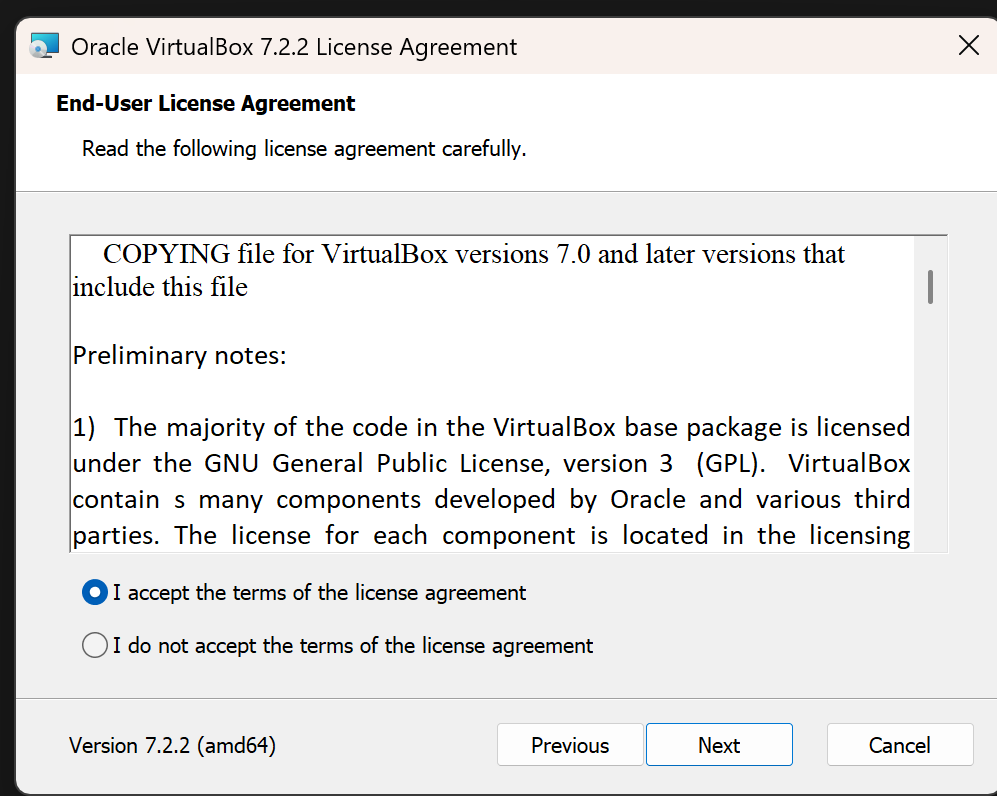 Oracle VirtualBox 7.2.2 License Agreement
End-User License Agreement
Read the following license agreement carefully.
COPYING file for VirtualBox versions 7.0 and later versions that
include this file
Preliminary notes:
1) The majority of the code in the VirtualBox base package is licensed
under the GNU General Public License, version 3 (GPL). VirtualBox
contain s many components developed by Oracle and various third
parties. The license for each component is located in the licensing
I accept the terms of the license agreement
I do not accept the terms of the license agreement
Version 7.2.2 (amd64)
Previous
Next
Cancel